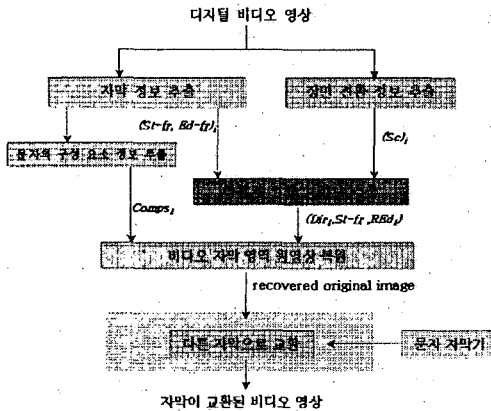 디지털 비디오 영상
자막 정보 추출
장면 전환 정보 추출
(St-fr, Ed-fr)i
(Sc)i
문자의 구성 요소 정보 추출
Compsi
(Diri,St-fr,REdi)
비디오 자막 영역 원영상 복원
recovered original image
다른 자막으로 교환
문자 자막기
자막이 교환된 비디오 영상